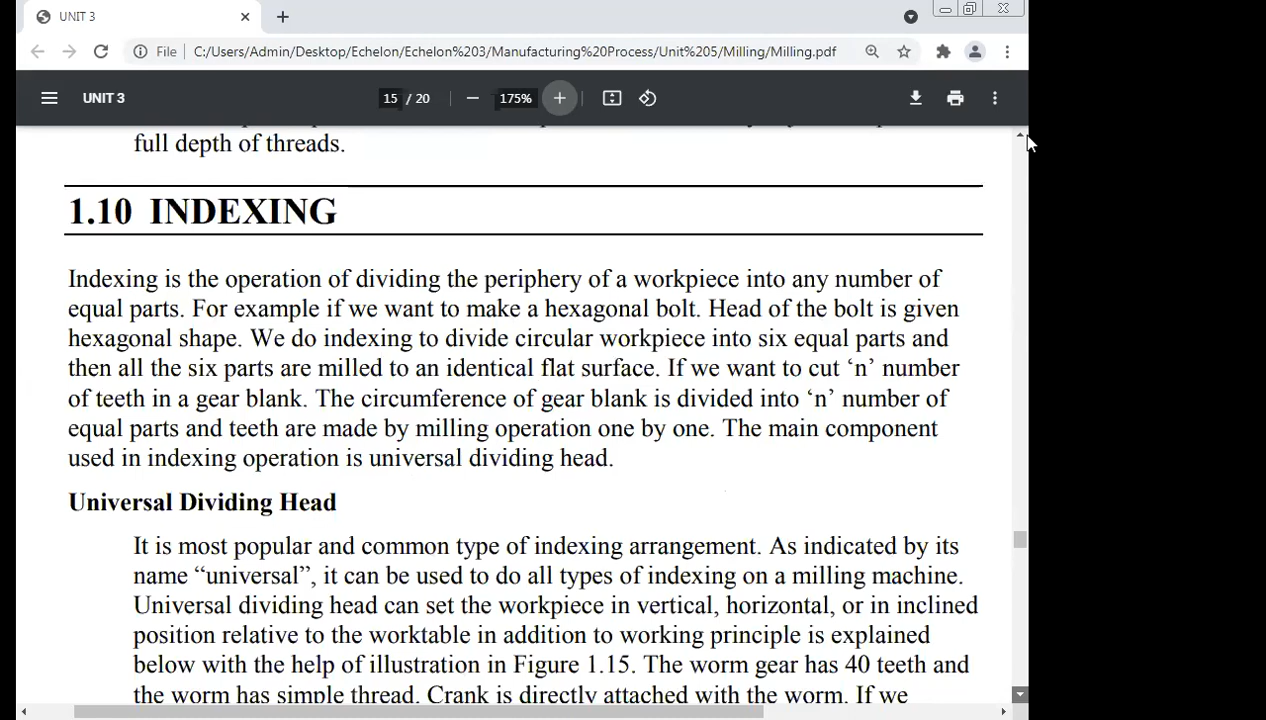 UNIT 3
File C:/Users/Admin/Desktop/Echelon/Echelon%203/Manufacturing%20Process/Unit%205/Milling/Milling.pdf
UNIT 3 15 / 20 175%
full depth of threads.
1.10 INDEXING
Indexing is the operation of dividing the periphery of a workpiece into any number of
equal parts. For example if we want to make a hexagonal bolt. Head of the bolt is given
hexagonal shape. We do indexing to divide circular workpiece into six equal parts and
then all the six parts are milled to an identical flat surface. If we want to cut ‘n’ number
of teeth in a gear blank. The circumference of gear blank is divided into ‘n’ number of
equal parts and teeth are made by milling operation one by one. The main component
used in indexing operation is universal dividing head.
Universal Dividing Head
It is most popular and common type of indexing arrangement. As indicated by its
name “universal”, it can be used to do all types of indexing on a milling machine.
Universal dividing head can set the workpiece in vertical, horizontal, or in inclined
position relative to the worktable in addition to working principle is explained
below with the help of illustration in Figure 1.15. The worm gear has 40 teeth and
the worm has simple thread. Crank is directly attached with the worm. If we